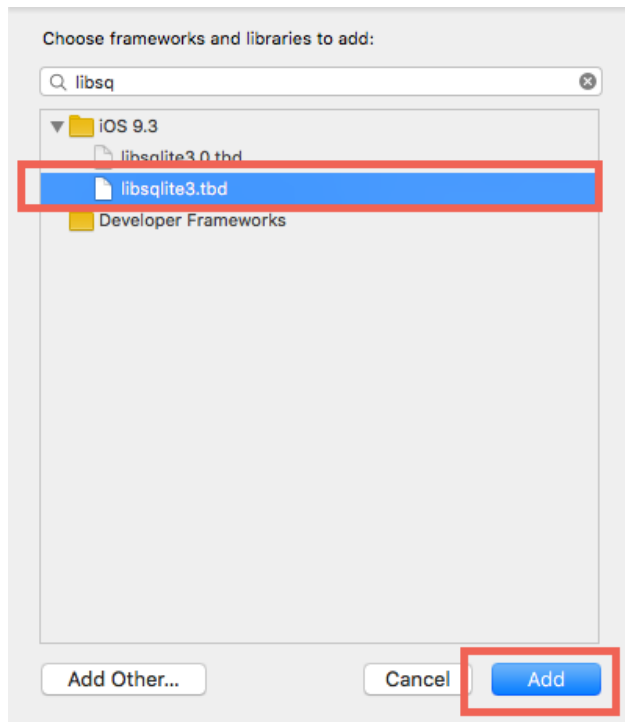 Choose frameworks and libraries to add:
libsq
iOS 9.3
libsqlite3.0.tbd
libsqlite3.tbd
Developer Frameworks
Add Other...
Cancel
Add